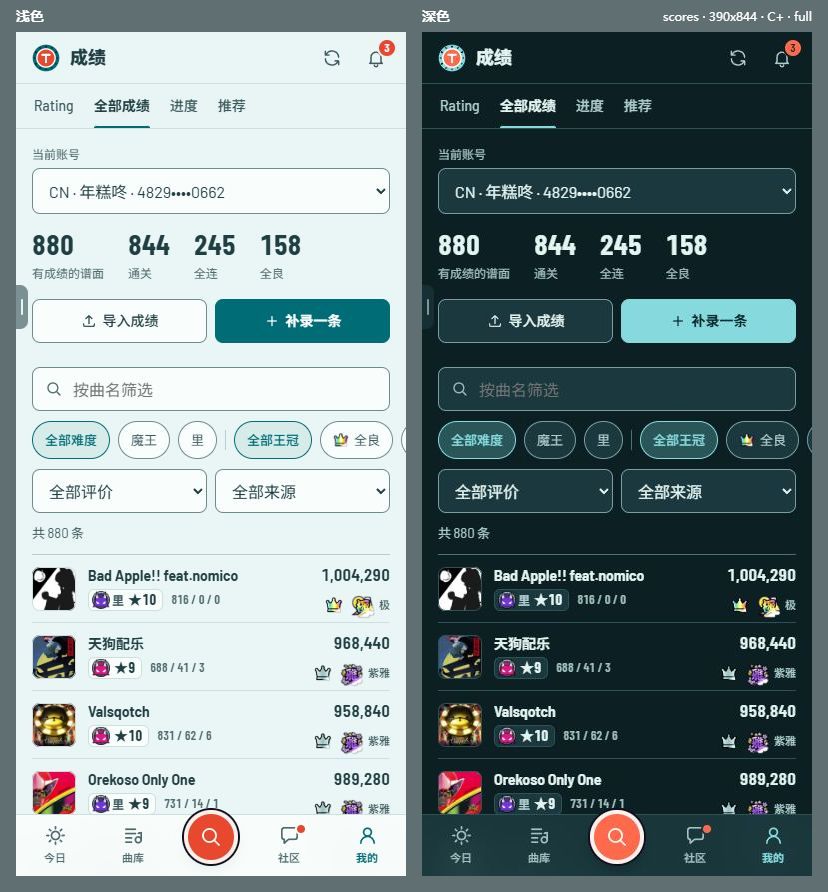 浅色
深色
scores · 390x844 · C+ · full
T 成绩 3
Rating 全部成绩 进度 推荐
当前账号
CN · 年糕咚 · 4829••••0662
880 844 245 158
有成绩的谱面 通关 全连 全良
导入成绩 + 补录一条
按曲名筛选
全部难度 魔王 里 全部王冠 全良
全部评价 全部来源
共 880 条
Bad Apple!! feat.nomico 1,004,290
里 ★10 816 / 0 / 0 极
天狗配乐 968,440
★9 688 / 41 / 3 紫雅
Valsqotch 958,840
★10 831 / 62 / 6 紫雅
Orekoso Only One 989,280
里 ★9 731 / 14 / 1 紫雅
今日 曲库 社区 我的
T 成绩 3
Rating 全部成绩 进度 推荐
当前账号
CN · 年糕咚 · 4829••••0662
880 844 245 158
有成绩的谱面 通关 全连 全良
导入成绩 + 补录一条
按曲名筛选
全部难度 魔王 里 全部王冠 全良
全部评价 全部来源
共 880 条
Bad Apple!! feat.nomico 1,004,290
里 ★10 816 / 0 / 0 极
天狗配乐 968,440
★9 688 / 41 / 3 紫雅
Valsqotch 958,840
★10 831 / 62 / 6 紫雅
Orekoso Only One 989,280
里 ★9 731 / 14 / 1 紫雅
今日 曲库 社区 我的